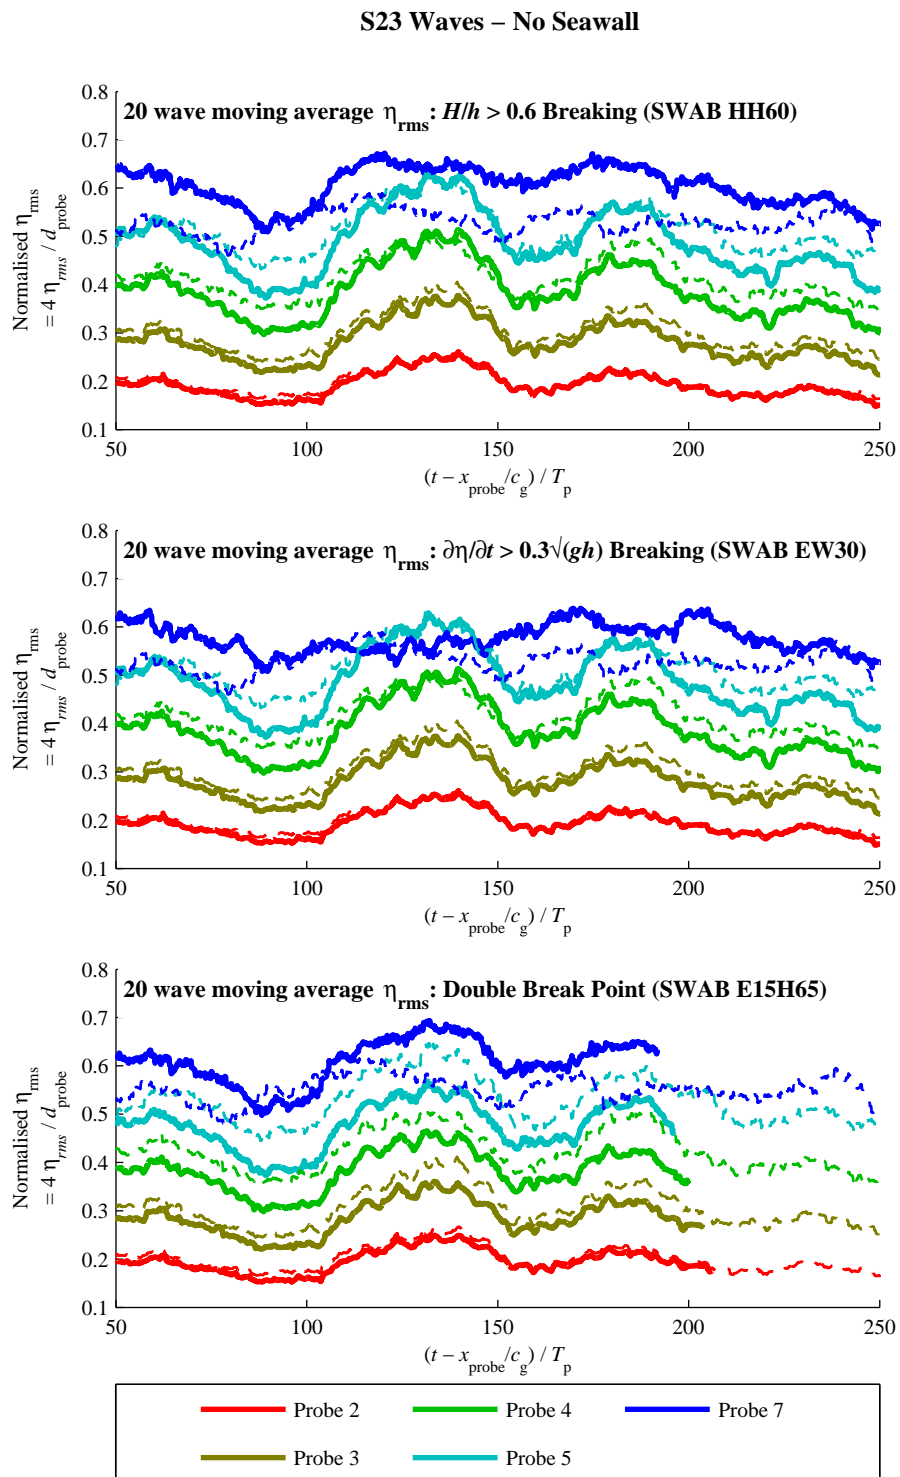 S23 Waves – No Seawall
20 wave moving average η_rms: H/h > 0.6 Breaking (SWAB HH60)
Normalised η_rms
= 4 η_rms / d_probe
0.8
0.7
0.6
0.5
0.4
0.3
0.2
0.1
50 100 150 200 250
(t – x_probe/c_g) / T_p
20 wave moving average η_rms: ∂η/∂t > 0.3√(gh) Breaking (SWAB EW30)
Normalised η_rms
= 4 η_rms / d_probe
0.8
0.7
0.6
0.5
0.4
0.3
0.2
0.1
50 100 150 200 250
(t – x_probe/c_g) / T_p
20 wave moving average η_rms: Double Break Point (SWAB E15H65)
Normalised η_rms
= 4 η_rms / d_probe
0.8
0.7
0.6
0.5
0.4
0.3
0.2
0.1
50 100 150 200 250
(t – x_probe/c_g) / T_p
Probe 2 Probe 4 Probe 7
Probe 3 Probe 5